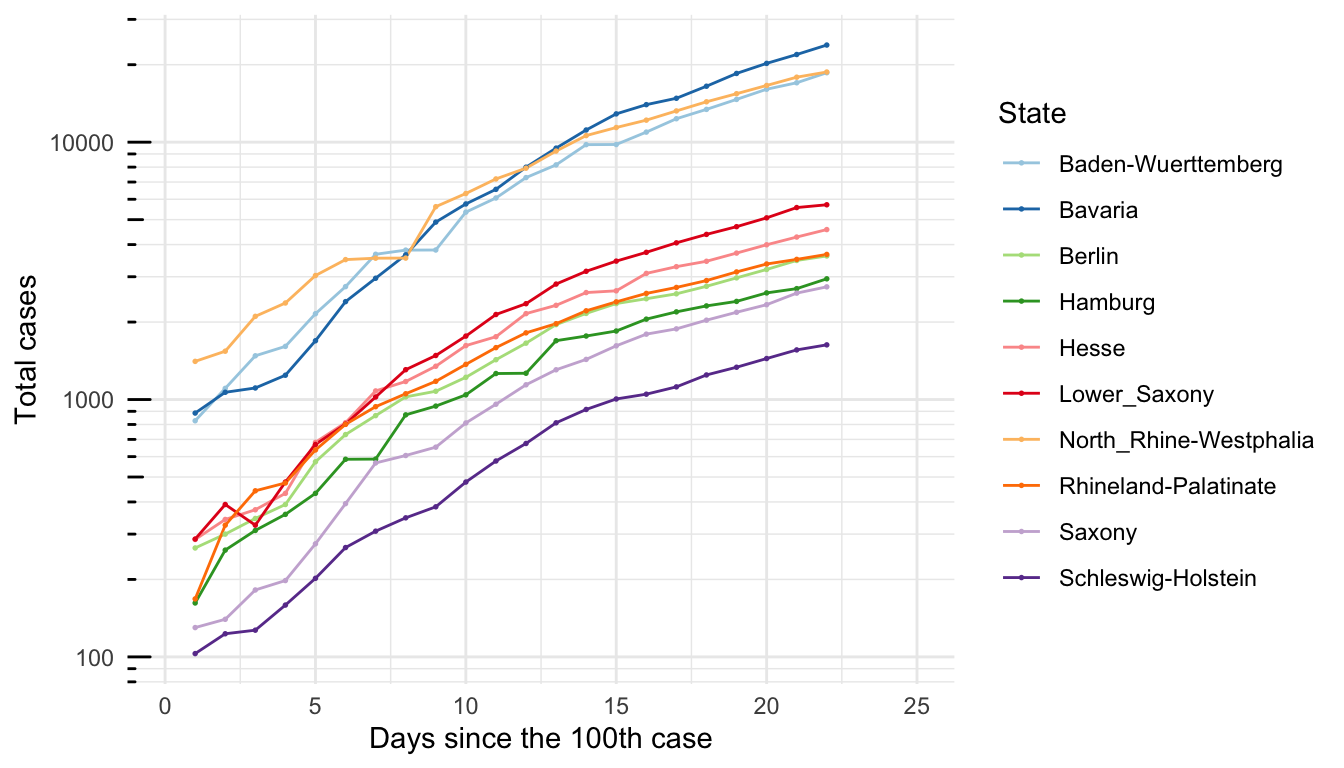 10000
1000
100
Total cases
0 5 10 15 20 25
Days since the 100th case
State
Baden-Wuerttemberg
Bavaria
Berlin
Hamburg
Hesse
Lower_Saxony
North_Rhine-Westphalia
Rhineland-Palatinate
Saxony
Schleswig-Holstein